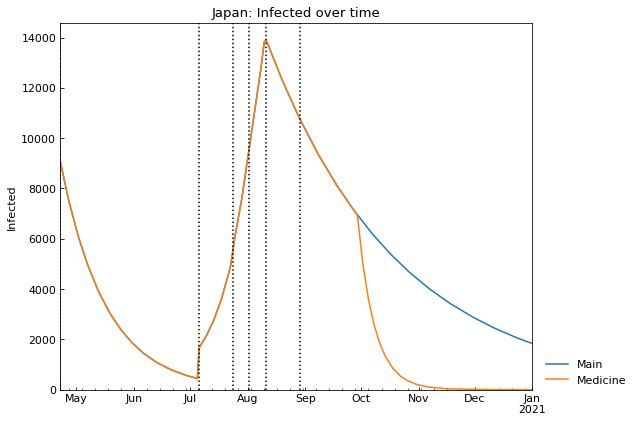 Japan: Infected over time
Infected
14000
12000
10000
8000
6000
4000
2000
0
May Jun Jul Aug Sep Oct Nov Dec Jan
2021
Main
Medicine